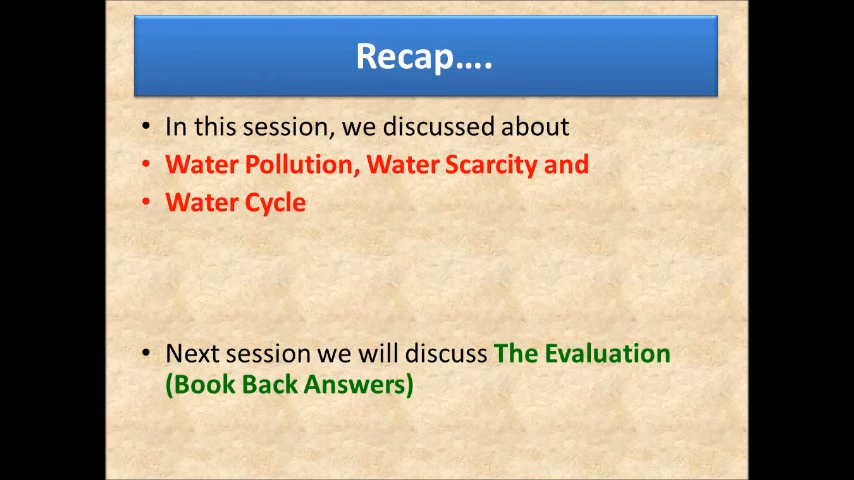 Recap....
• In this session, we discussed about
• Water Pollution, Water Scarcity and
• Water Cycle
• Next session we will discuss The Evaluation
(Book Back Answers)